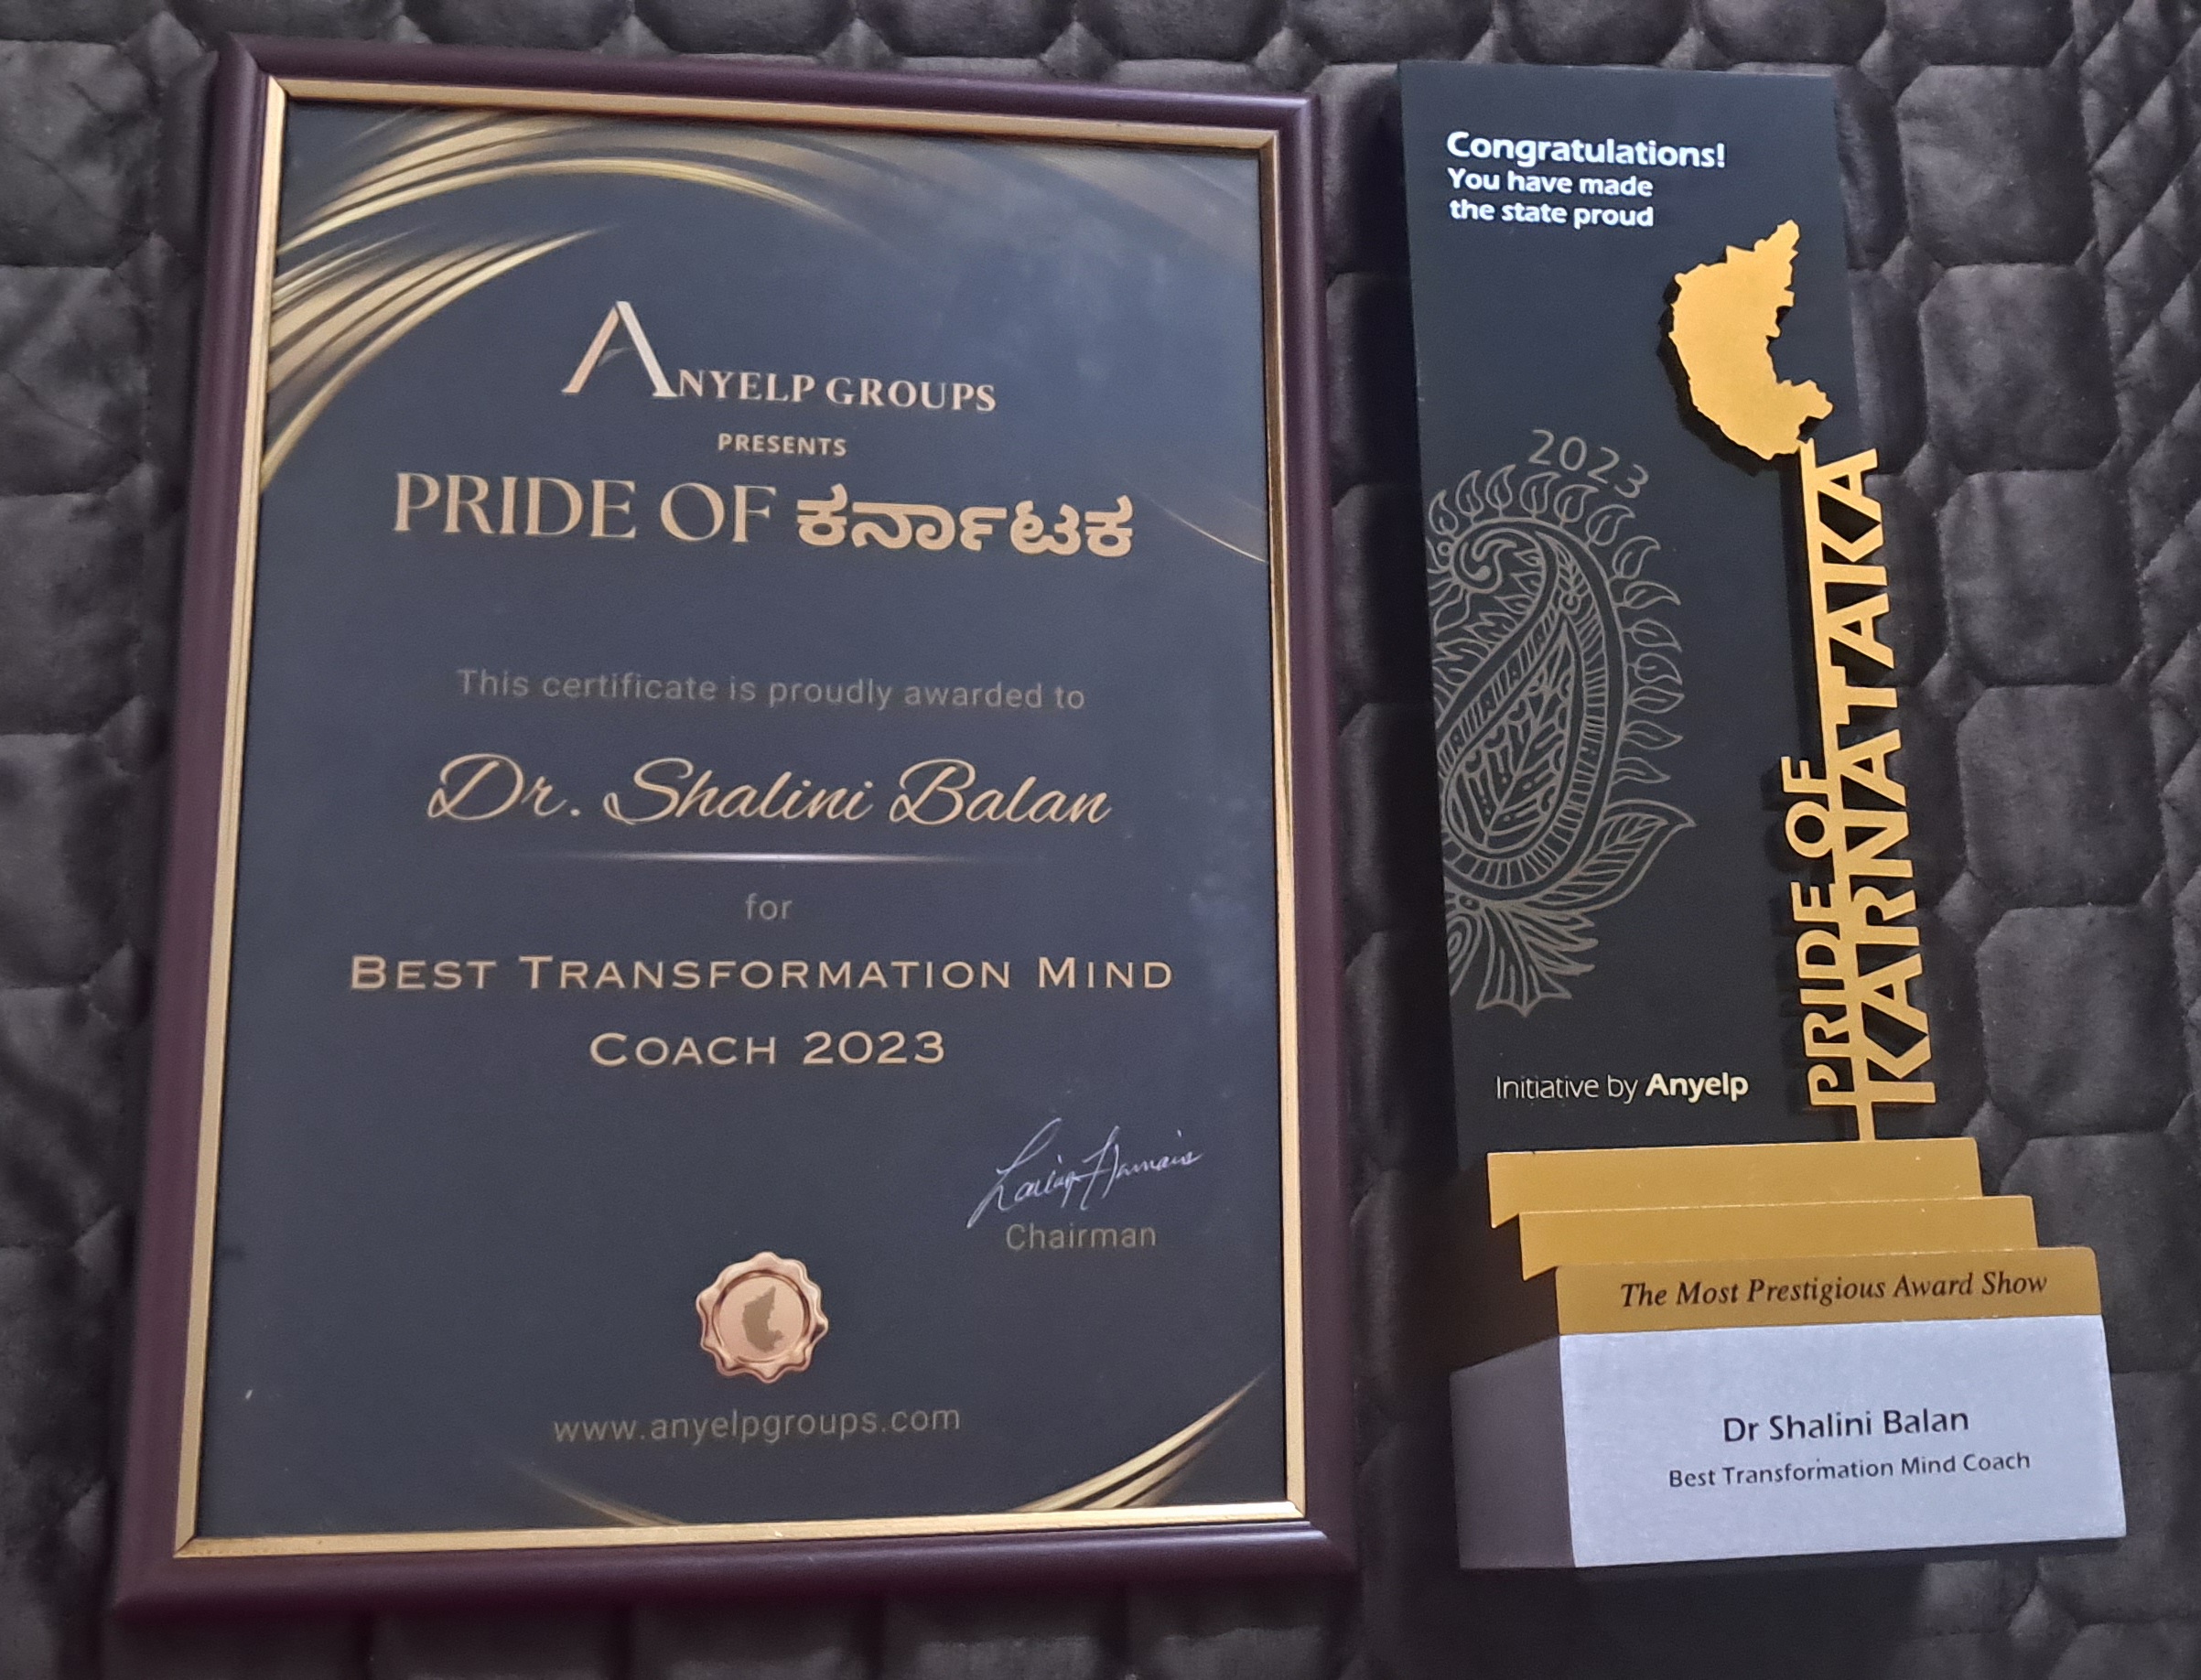 ANYELP GROUPS
PRESENTS
PRIDE OF ಕರ್ನಾಟಕ
This certificate is proudly awarded to
Dr. Shalini Balan
for
BEST TRANSFORMATION MIND
COACH 2023
Chairman
www.anyelpgroups.com
Congratulations!
You have made
the state proud
2023
PRIDE OF
KARNATAKA
Initiative by Anyelp
The Most Prestigious Award Show
Dr Shalini Balan
Best Transformation Mind Coach